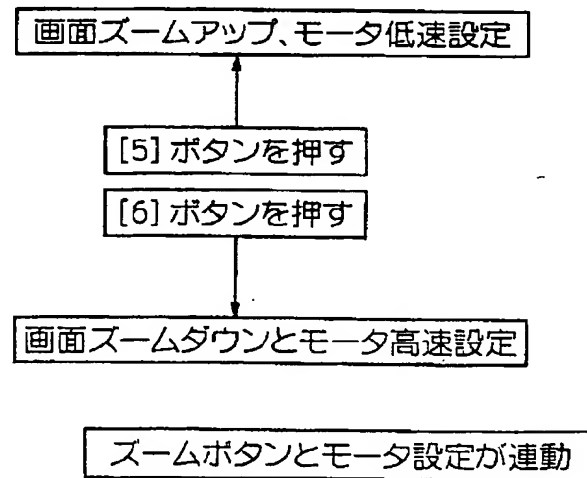 画面ズームアップ、モータ低速設定
[5] ボタンを押す
[6] ボタンを押す
画面ズームダウンとモータ高速設定
ズームボタンとモータ設定が連動